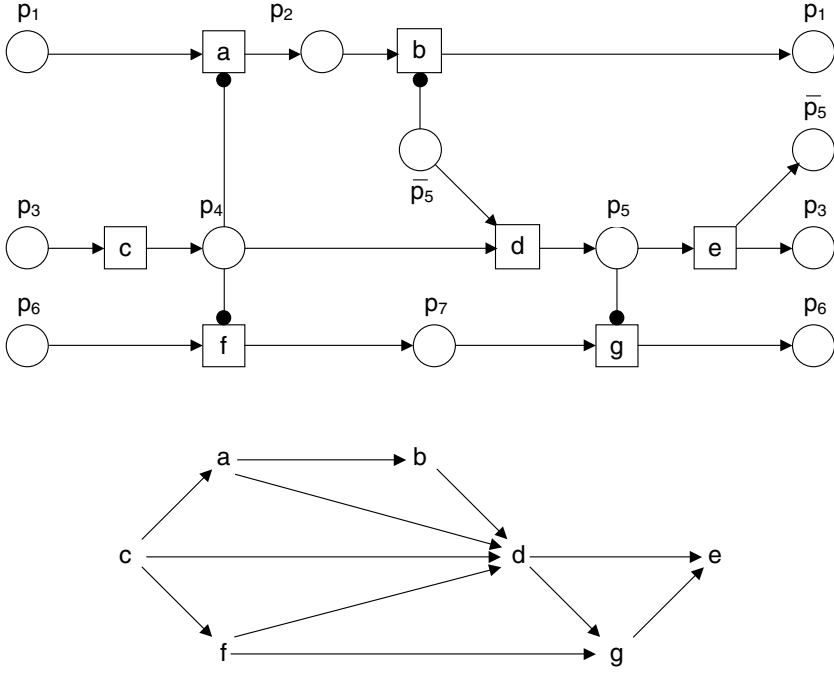 p₁ p₂ p₁
a b
p̅₅
p̅₅
p₃ p₄ p₅ p₃
c d e
p₆ p₇ p₆
f g
a b
c d e
f g